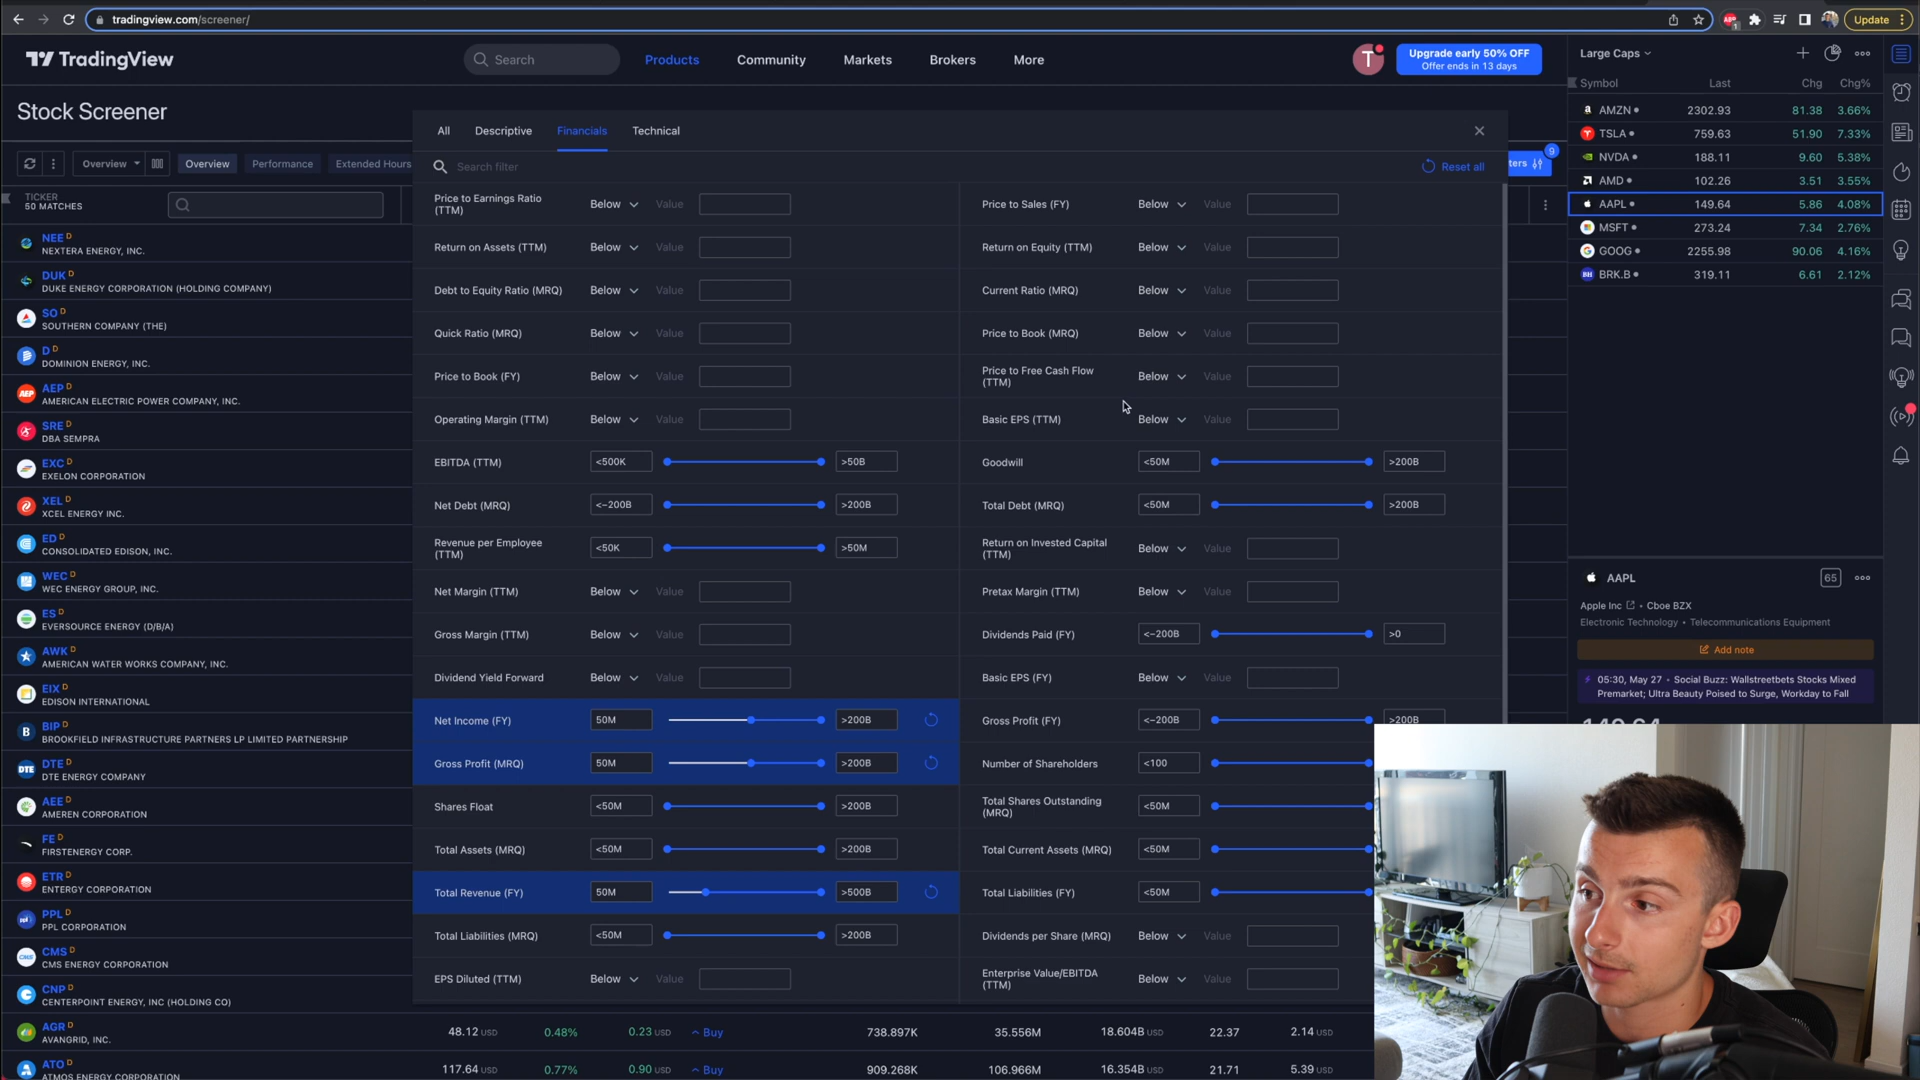 tradingview.com/screener/
Update
TradingView
Search
Products
Community
Markets
Brokers
More
T
Upgrade early 50% OFF
Offer ends in 13 days
Large Caps
Stock Screener
Symbol Last Chg Chg%
AMZN 2302.93 81.38 3.66%
TSLA 759.63 51.90 7.33%
NVDA 188.11 9.60 5.38%
AMD 102.26 3.51 3.55%
AAPL 149.64 5.86 4.08%
MSFT 273.24 7.34 2.76%
GOOG 2255.98 90.06 4.16%
BRK.B 319.11 6.61 2.12%
Overview
Overview
Performance
Extended Hours
9
TICKER
50 MATCHES
NEE D
NEXTERA ENERGY, INC.
DUK D
DUKE ENERGY CORPORATION (HOLDING COMPANY)
SO D
SOUTHERN COMPANY (THE)
D D
DOMINION ENERGY, INC.
AEP D
AMERICAN ELECTRIC POWER COMPANY, INC.
SRE D
DBA SEMPRA
EXC D
EXELON CORPORATION
XEL D
XCEL ENERGY INC.
ED D
CONSOLIDATED EDISON, INC.
WEC D
WEC ENERGY GROUP, INC.
ES D
EVERSOURCE ENERGY (D/B/A)
AWK D
AMERICAN WATER WORKS COMPANY, INC.
EIX D
EDISON INTERNATIONAL
BIP D
BROOKFIELD INFRASTRUCTURE PARTNERS LP LIMITED PARTNERSHIP
DTE D
DTE ENERGY COMPANY
AEE D
AMEREN CORPORATION
FE D
FIRSTENERGY CORP.
ETR D
ENTERGY CORPORATION
PPL D
PPL CORPORATION
CMS D
CMS ENERGY CORPORATION
CNP D
CENTERPOINT ENERGY, INC (HOLDING CO)
AGR D
AVANGRID, INC.
48.12 USD 0.48% 0.23 USD Buy 738.897K 35.556M 18.604B USD 22.37 2.14 USD
ATO D
ATMOS ENERGY CORPORATION
117.64 USD 0.77% 0.90 USD Buy 909.268K 106.966M 16.354B USD 21.71 5.39 USD
All Descriptive Financials Technical
Search filter
Reset all
Price to Earnings Ratio (TTM) Below Value
Price to Sales (FY) Below Value
Return on Assets (TTM) Below Value
Return on Equity (TTM) Below Value
Debt to Equity Ratio (MRQ) Below Value
Current Ratio (MRQ) Below Value
Quick Ratio (MRQ) Below Value
Price to Book (MRQ) Below Value
Price to Book (FY) Below Value
Price to Free Cash Flow (TTM) Below Value
Operating Margin (TTM) Below Value
Basic EPS (TTM) Below Value
EBITDA (TTM) <500K >50B
Goodwill <50M >200B
Net Debt (MRQ) <−200B >200B
Total Debt (MRQ) <50M >200B
Revenue per Employee (TTM) <50K >50M
Return on Invested Capital (TTM) Below Value
Net Margin (TTM) Below Value
Pretax Margin (TTM) Below Value
Gross Margin (TTM) Below Value
Dividends Paid (FY) <−200B >0
Dividend Yield Forward Below Value
Basic EPS (FY) Below Value
Net Income (FY) 50M >200B
Gross Profit (FY) <−200B >200B
Gross Profit (MRQ) 50M >200B
Number of Shareholders <100
Shares Float <50M >200B
Total Shares Outstanding (MRQ) <50M
Total Assets (MRQ) <50M >200B
Total Current Assets (MRQ) <50M
Total Revenue (FY) 50M >500B
Total Liabilities (FY) <50M
Total Liabilities (MRQ) <50M >200B
Dividends per Share (MRQ) Below Value
EPS Diluted (TTM) Below Value
Enterprise Value/EBITDA (TTM) Below Value
AAPL
65
Apple Inc • Cboe BZX
Electronic Technology • Telecommunications Equipment
Add note
05:30, May 27 • Social Buzz: Wallstreetbets Stocks Mixed
Premarket; Ultra Beauty Poised to Surge, Workday to Fall